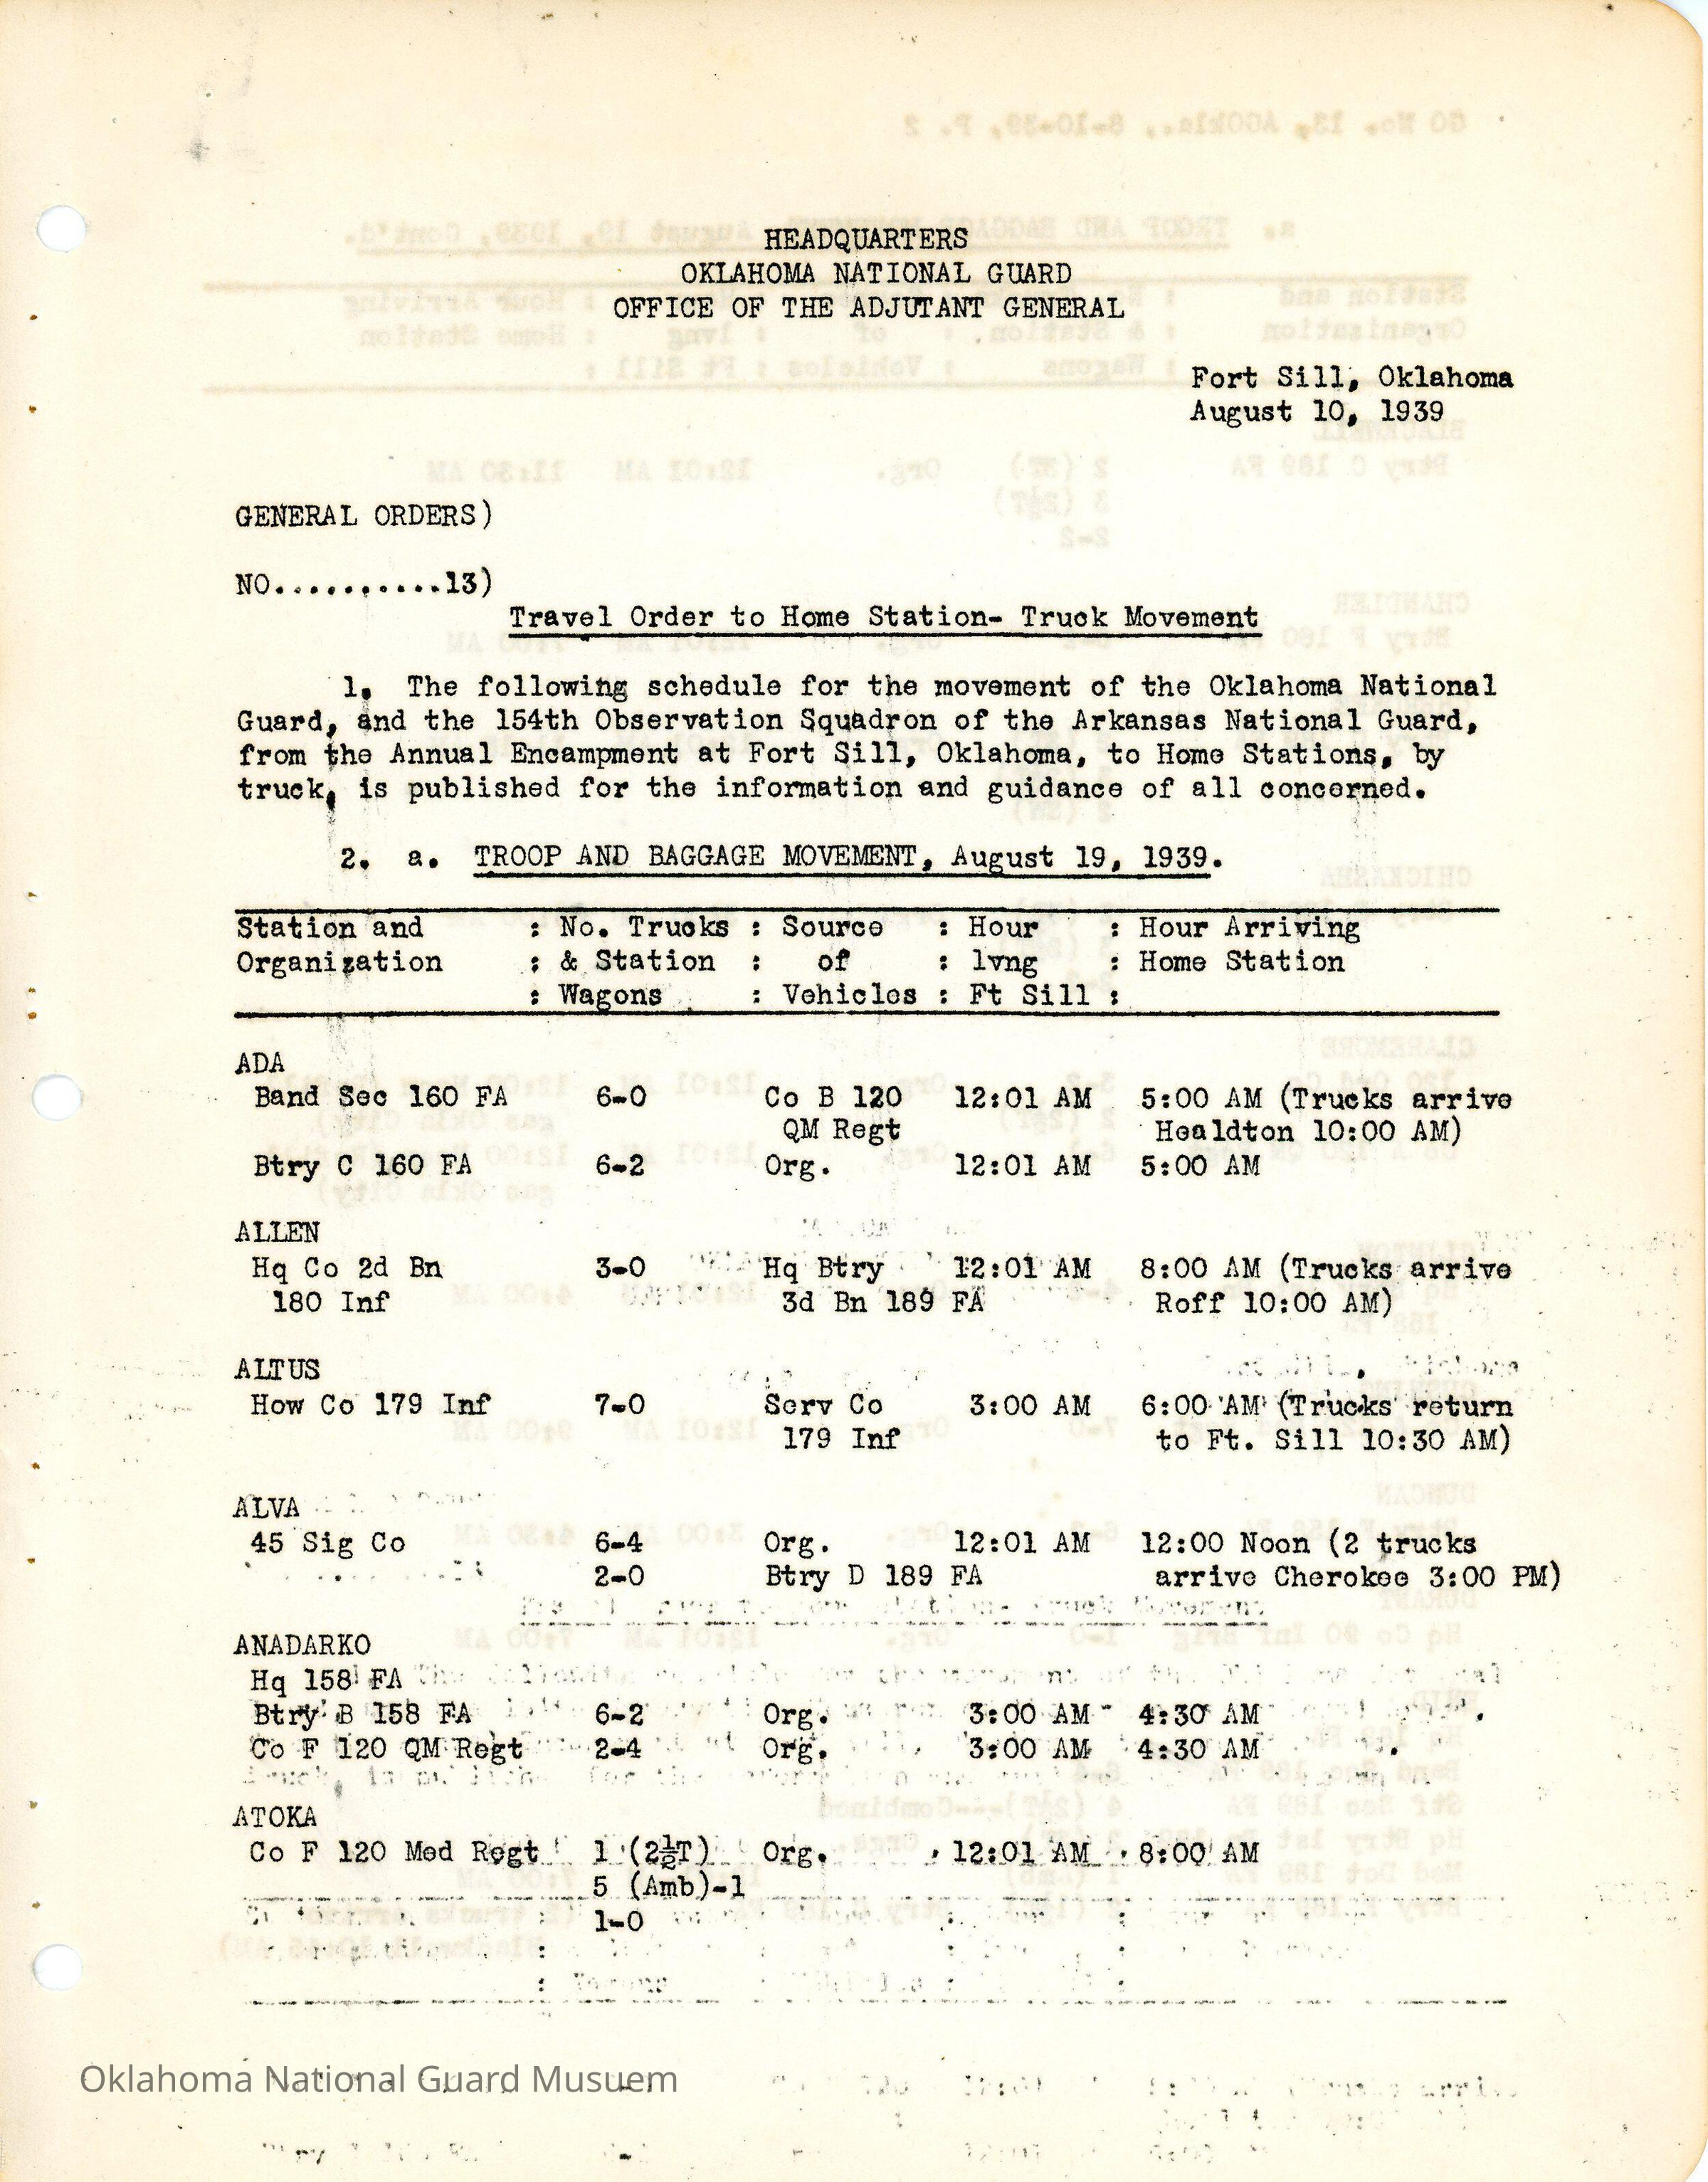 HEADQUARTERS
OKLAHOMA NATIONAL GUARD
OFFICE OF THE ADJUTANT GENERAL
Fort Sill, Oklahoma
August 10, 1939
GENERAL ORDERS)
NO..........13)
Travel Order to Home Station- Truck Movement
1. The following schedule for the movement of the Oklahoma National
Guard, and the 154th Observation Squadron of the Arkansas National Guard,
from the Annual Encampment at Fort Sill, Oklahoma, to Home Stations, by
truck, is published for the information and guidance of all concerned.
2. a. TROOP AND BAGGAGE MOVEMENT, August 19, 1939.
Station and : No. Trucks : Source : Hour : Hour Arriving
Organization : & Station : of : lvng : Home Station
: Wagons : Vehicles : Ft Sill :
ADA
Band Sec 160 FA 6-0 Co B 120 12:01 AM 5:00 AM (Trucks arrive
QM Regt Healdton 10:00 AM)
Btry C 160 FA 6-2 Org. 12:01 AM 5:00 AM
ALLEN
Hq Co 2d Bn 3-0 Hq Btry 12:01 AM 8:00 AM (Trucks arrive
180 Inf 3d Bn 189 FA Roff 10:00 AM)
ALTUS
How Co 179 Inf 7-0 Serv Co 3:00 AM 6:00 AM (Trucks return
179 Inf to Ft. Sill 10:30 AM)
ALVA
45 Sig Co 6-4 Org. 12:01 AM 12:00 Noon (2 trucks
2-0 Btry D 189 FA arrive Cherokee 3:00 PM)
ANADARKO
Hq 158 FA
Btry B 158 FA 6-2 Org. 3:00 AM 4:30 AM
Co F 120 QM Regt 2-4 Org. 3:00 AM 4:30 AM
ATOKA
Co F 120 Med Regt 1 (2½T) Org. 12:01 AM 8:00 AM
5 (Amb)-1
1-0
Oklahoma National Guard Musuem